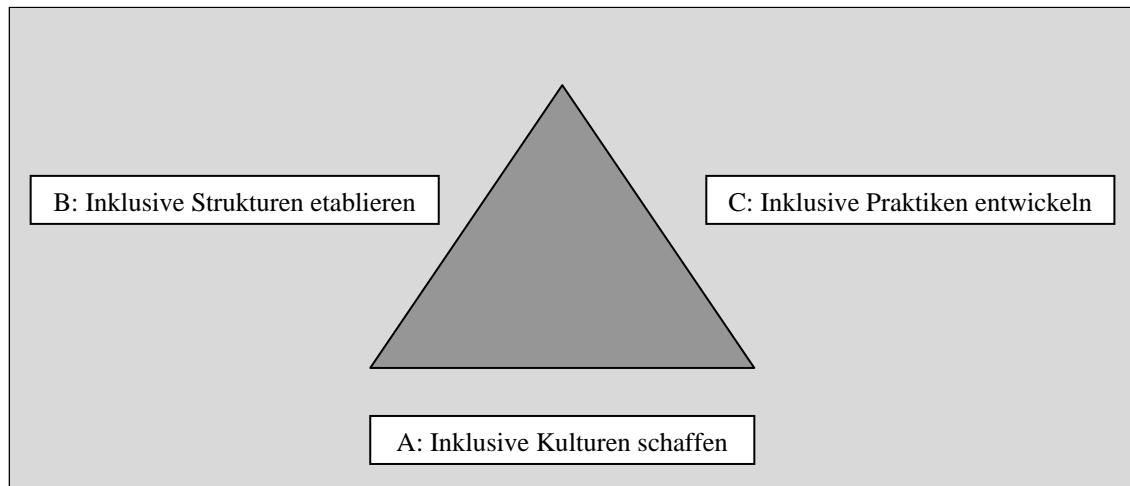 B: Inklusive Strukturen etablieren
C: Inklusive Praktiken entwickeln
A: Inklusive Kulturen schaffen